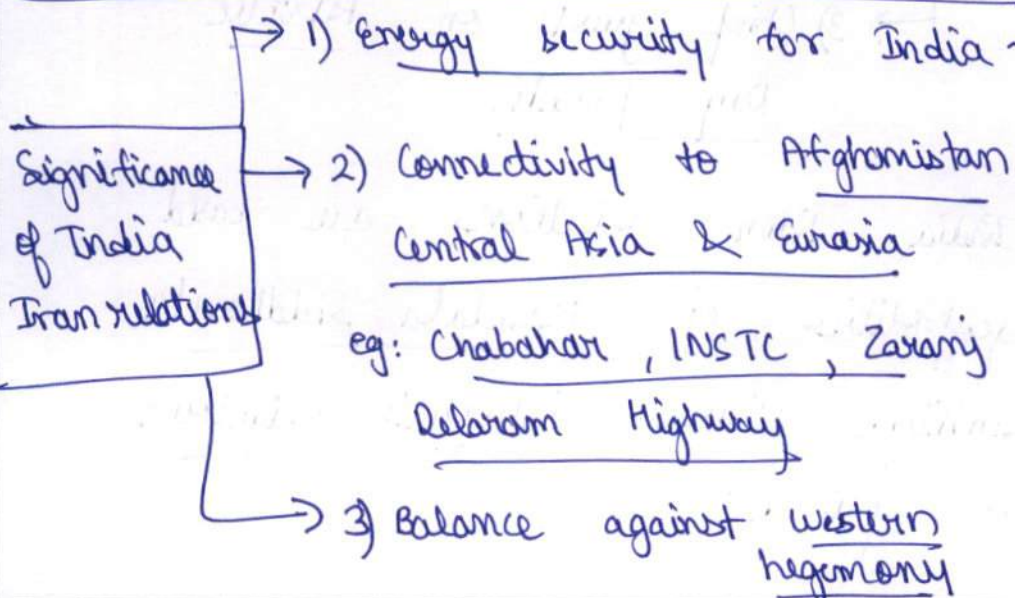 Significance
of India
Iran relations
1) Energy security for India
2) Connectivity to Afghanistan
Central Asia & Eurasia
eg: Chabahar, INSTC, Zaranj
Delaram Highway
3) Balance against western
hegemony